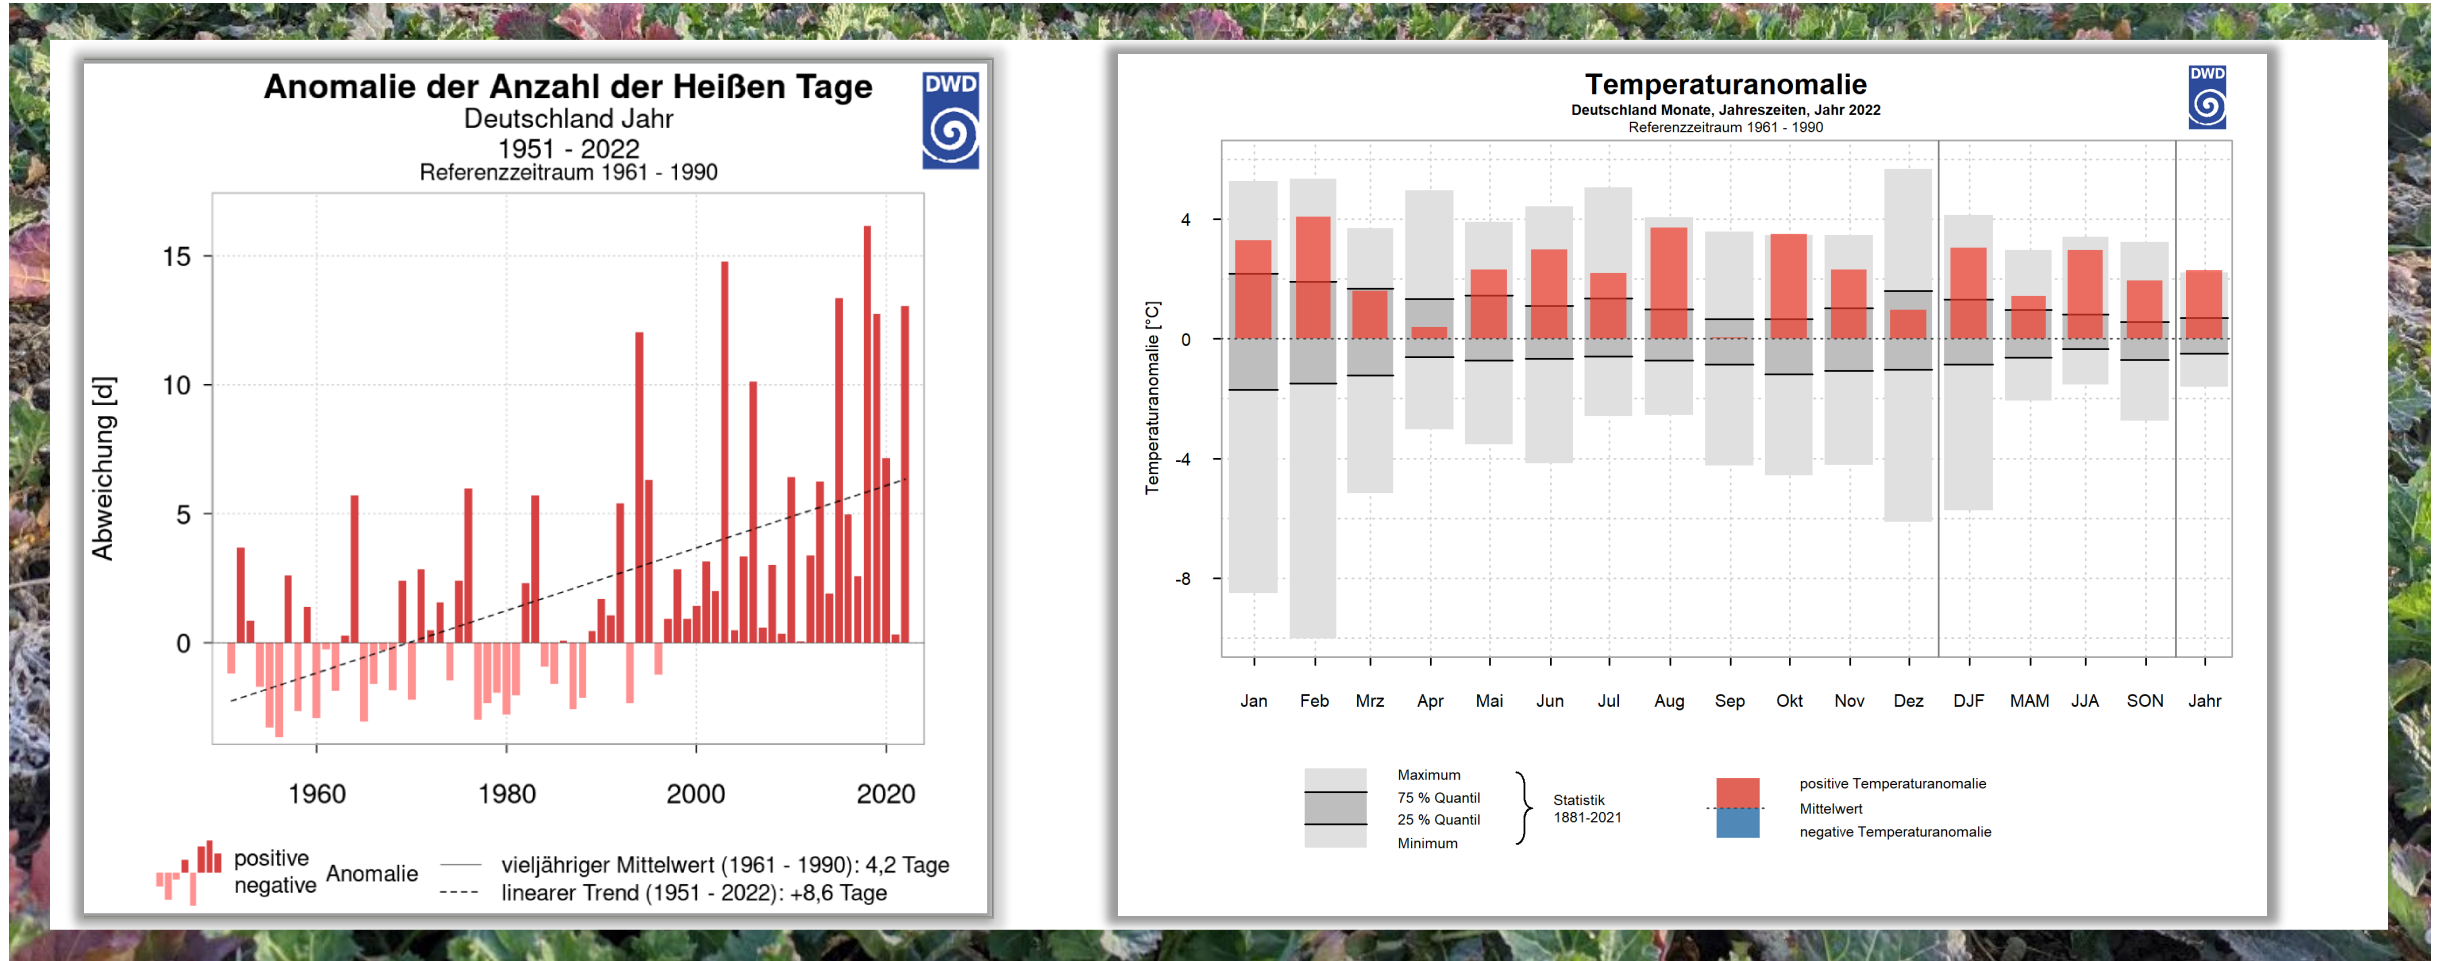 Anomalie der Anzahl der Heißen Tage
Deutschland Jahr
1951 - 2022
Referenzzeitraum 1961 - 1990
DWD
Abweichung [d]
15
10
5
0
1960 1980 2000 2020
positive
negative
Anomalie
vieljähriger Mittelwert (1961 - 1990): 4,2 Tage
linearer Trend (1951 - 2022): +8,6 Tage
Temperaturanomalie
Deutschland Monate, Jahreszeiten, Jahr 2022
Referenzzeitraum 1961 - 1990
DWD
Temperaturanomalie [°C]
4
0
-4
-8
Jan Feb Mrz Apr Mai Jun Jul Aug Sep Okt Nov Dez DJF MAM JJA SON Jahr
Maximum
75 % Quantil
25 % Quantil
Minimum
Statistik
1881-2021
positive Temperaturanomalie
Mittelwert
negative Temperaturanomalie